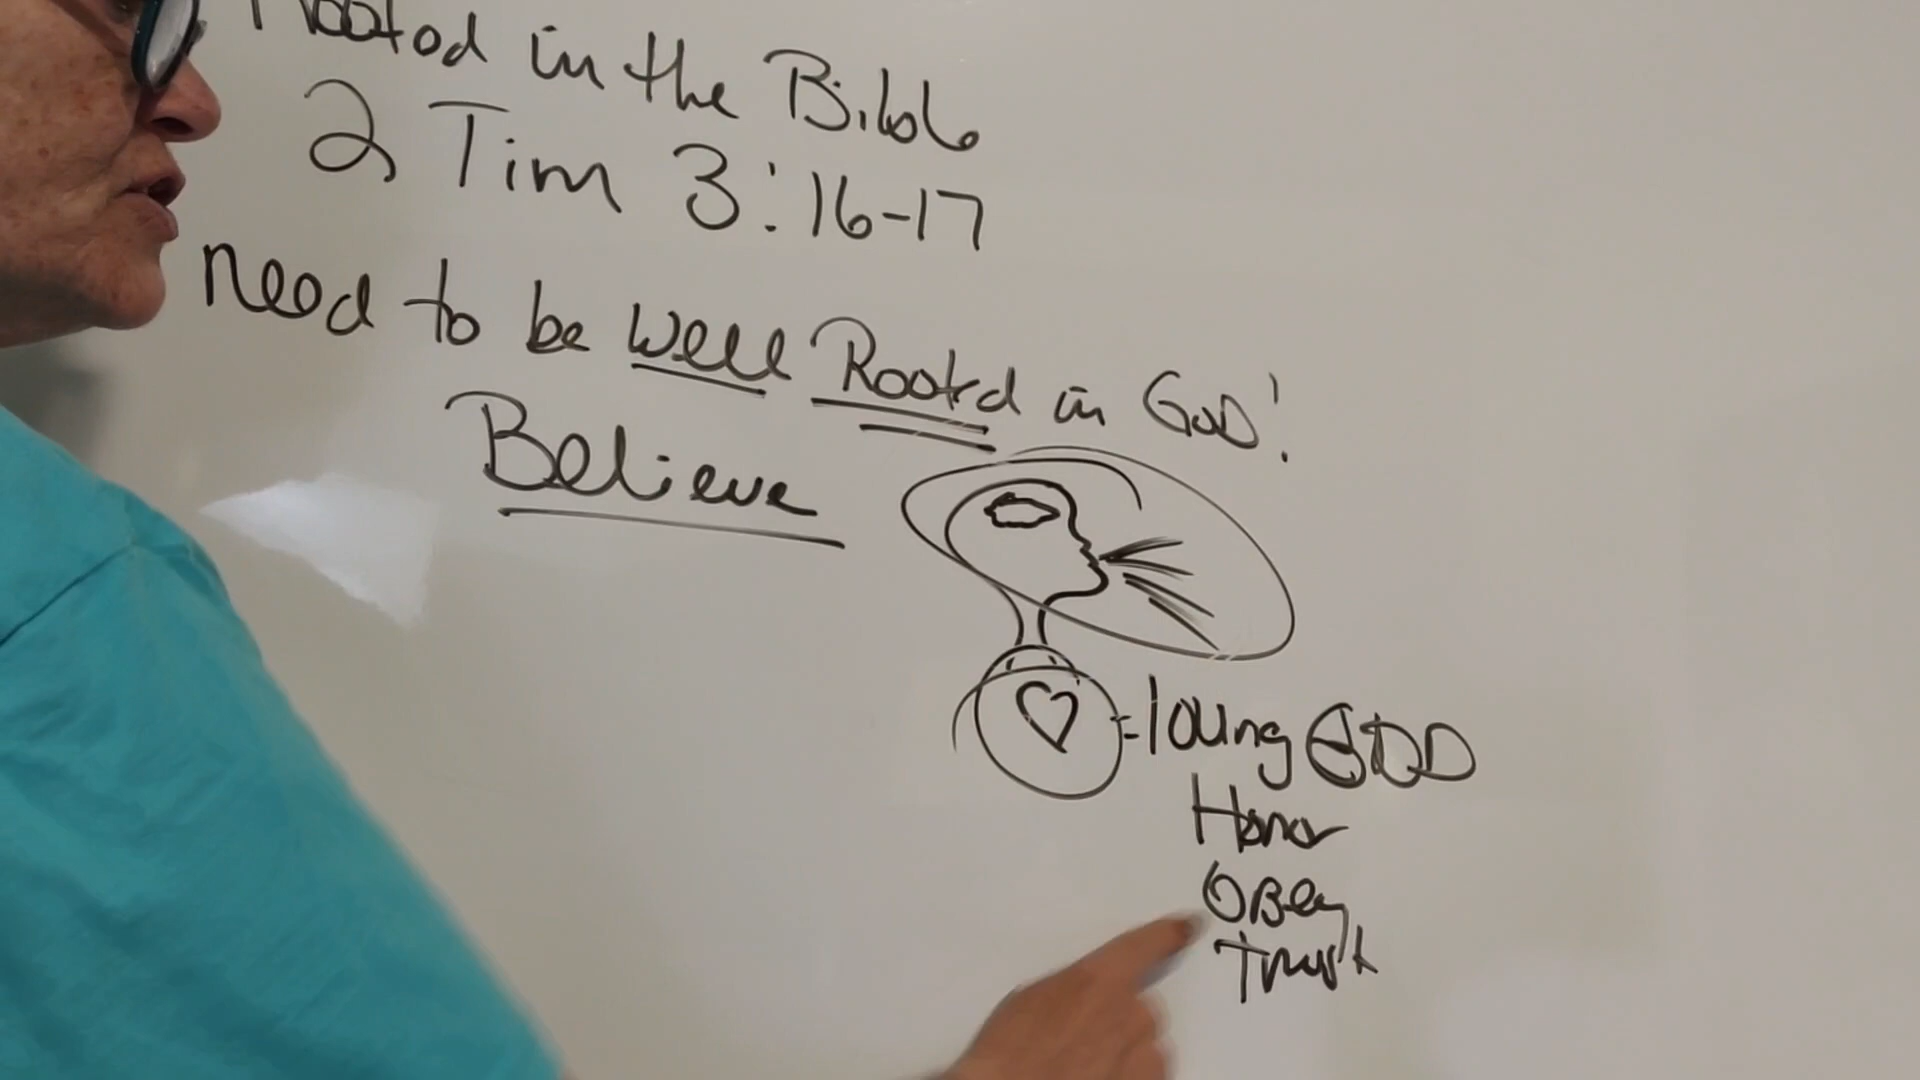 Rooted in the Bible
2 Tim 3:16-17
need to be well Rooted in GOD!
Believe
= loving GOD
Honor
OBey
Trust